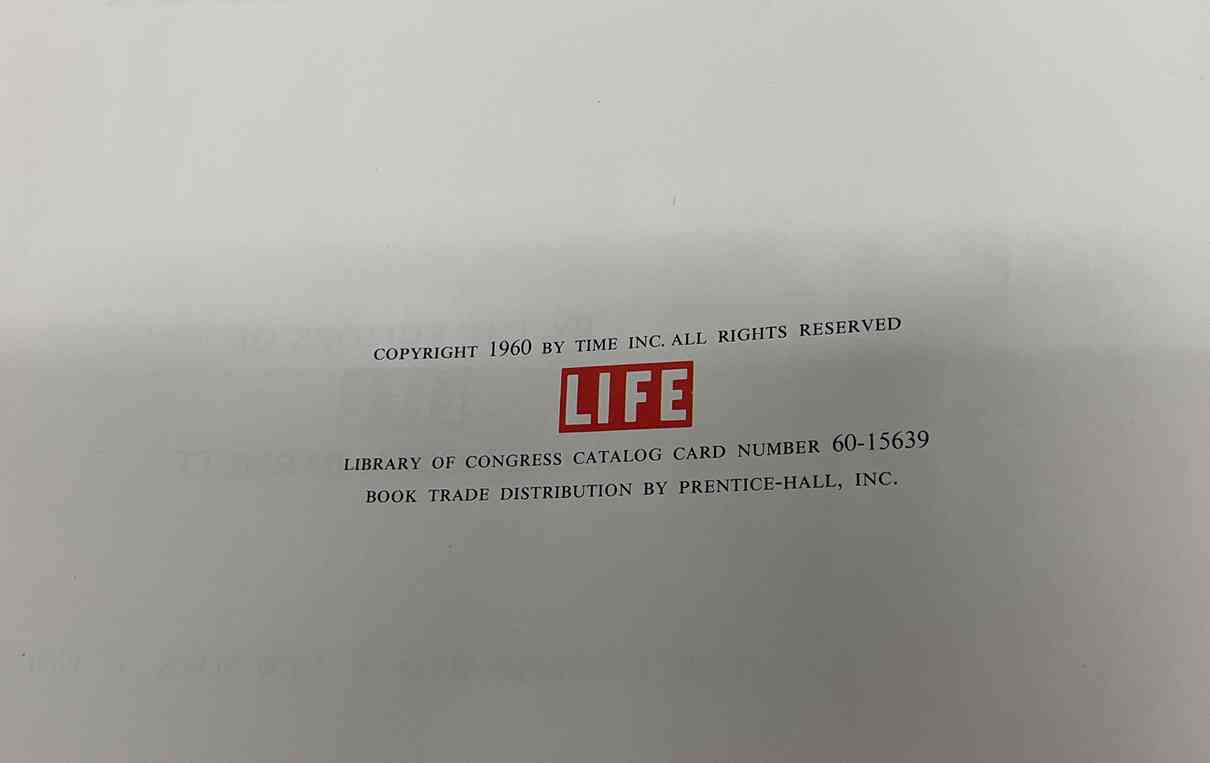 COPYRIGHT 1960 BY TIME INC. ALL RIGHTS RESERVED
LIFE
LIBRARY OF CONGRESS CATALOG CARD NUMBER 60-15639
BOOK TRADE DISTRIBUTION BY PRENTICE-HALL, INC.